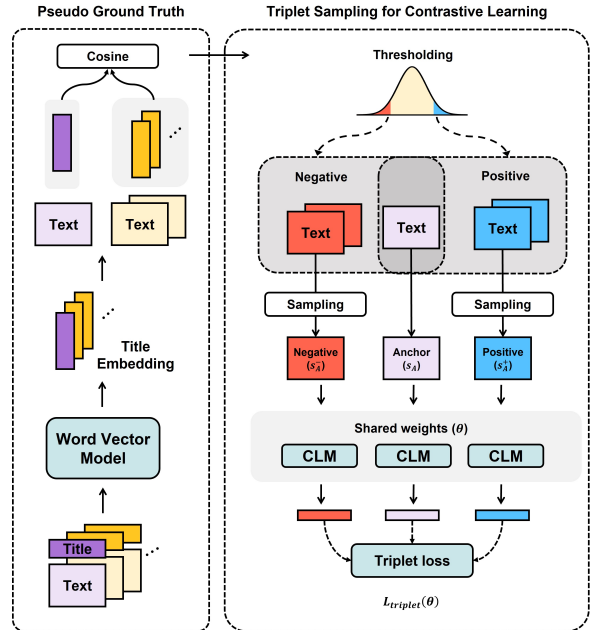 Pseudo Ground Truth
Cosine
Text
Text
Title
Embedding
Word Vector
Model
Title
Text
Triplet Sampling for Contrastive Learning
Thresholding
Negative
Positive
Text
Text
Text
Sampling
Sampling
Negative
(s_A^-)
Anchor
(s_A)
Positive
(s_A^+)
Shared weights (θ)
CLM
CLM
CLM
Triplet loss
L_triplet(θ)